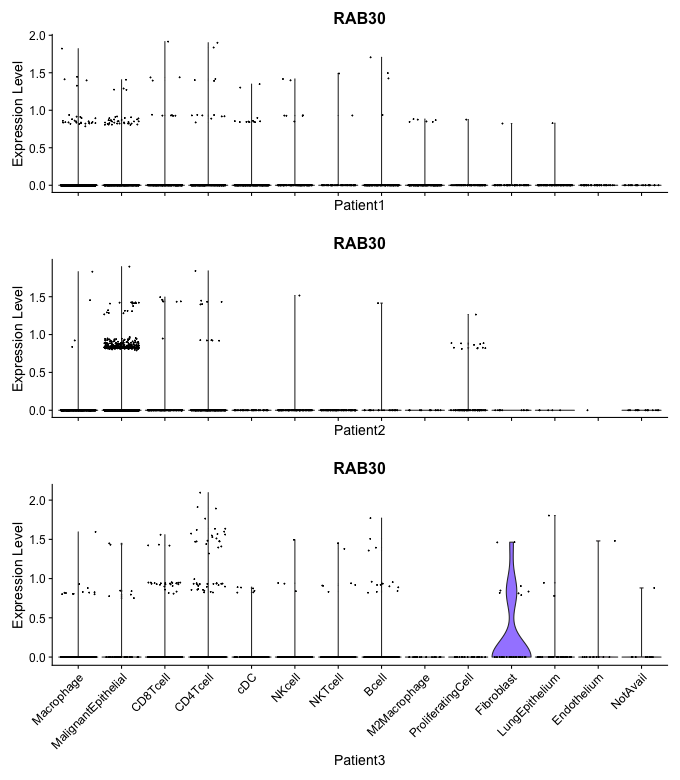 RAB30
Expression Level
2.0
1.5
1.0
0.5
0.0
Patient1
RAB30
Expression Level
1.5
1.0
0.5
0.0
Patient2
RAB30
Expression Level
2.0
1.5
1.0
0.5
0.0
Macrophage
MalignantEpithelial
CD8Tcell
CD4Tcell
cDC
NKcell
NKTcell
Bcell
M2Macrophage
ProliferatingCell
Fibroblast
LungEpithelium
Endothelium
NotAvail
Patient3